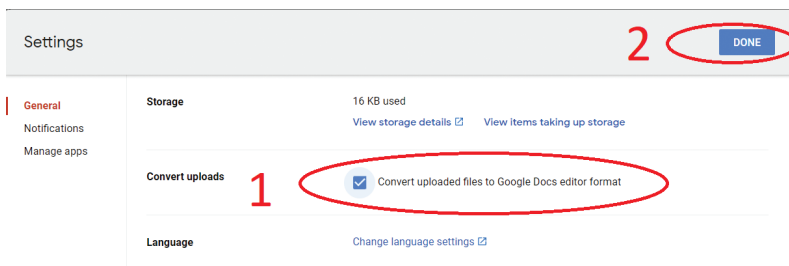 Settings
2
DONE
General
Notifications
Manage apps
Storage
16 KB used
View storage details View items taking up storage
Convert uploads
1
Convert uploaded files to Google Docs editor format
Language
Change language settings